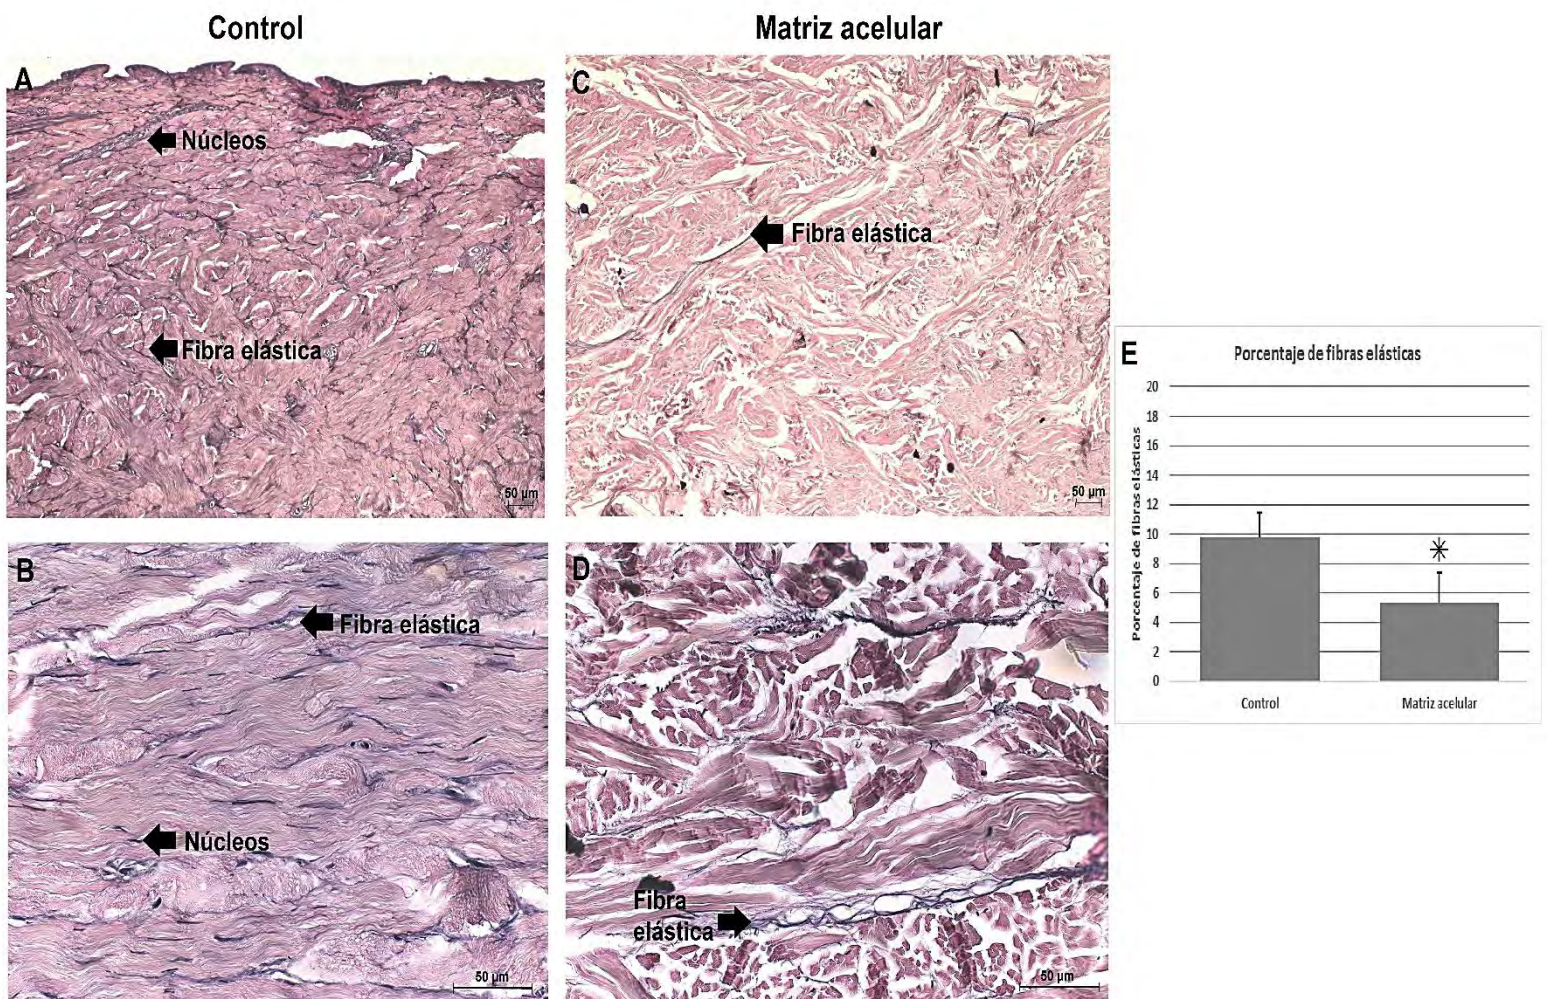 Control
Matriz acelular
A
Núcleos
Fibra elástica
50 µm
C
Fibra elástica
50 µm
B
Fibra elástica
Núcleos
50 µm
D
Fibra
elástica
50 µm
E
Porcentaje de fibras elásticas
Porcentaje de fibras elásticas
20
18
16
14
12
10
8
6
4
2
0
*
Control
Matriz acelular